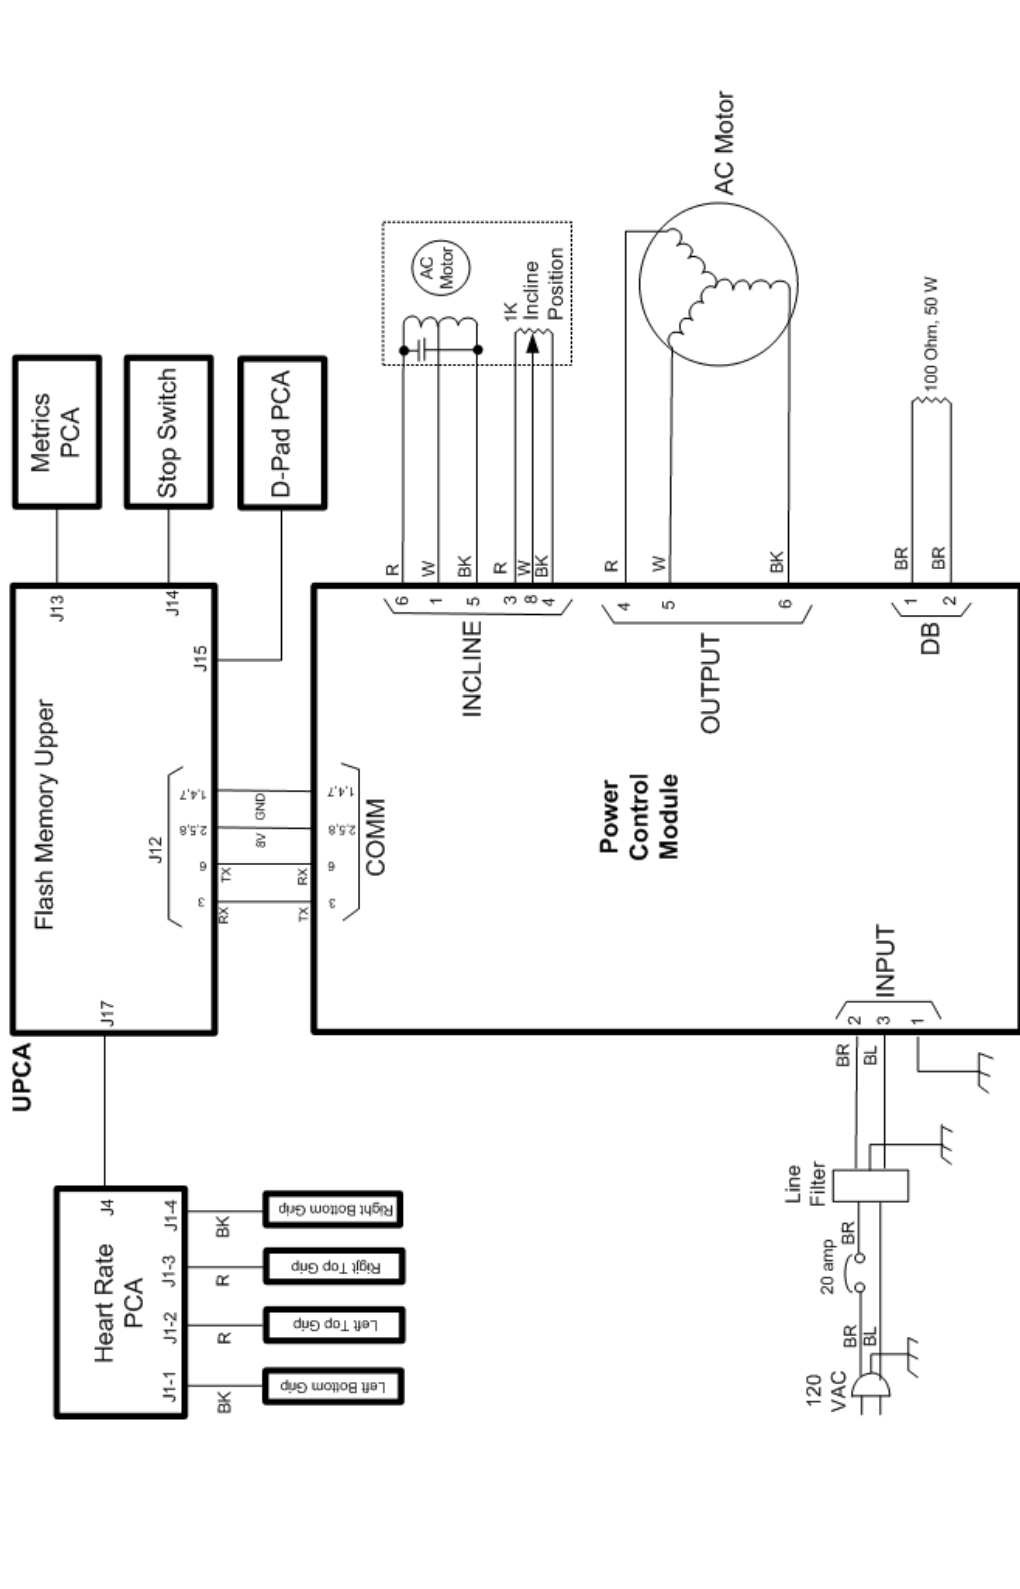 UPCA
Flash Memory Upper
J17
J13
J14
J15
J12
3
6
2,5,8
1,4,7
RX
TX
8V
GND
TX
RX
3
6
2,5,8
1,4,7
COMM
Metrics
PCA
Stop Switch
D-Pad PCA
Heart Rate
PCA
J4
J1-1
J1-2
J1-3
J1-4
BK
R
R
BK
Left Bottom Grip
Left Top Grip
Rigjt Top Grip
Right Bottom Grip
Power
Control
Module
INCLINE
6
1
5
3
8
4
R
W
BK
R
W
BK
AC
Motor
1K
Incline
Position
OUTPUT
4
5
6
R
W
BK
AC Motor
DB
1
2
BR
BR
100 Ohm, 50 W
INPUT
2
3
1
BR
BL
Line
Filter
BR
20 amp
BR
BL
120
VAC